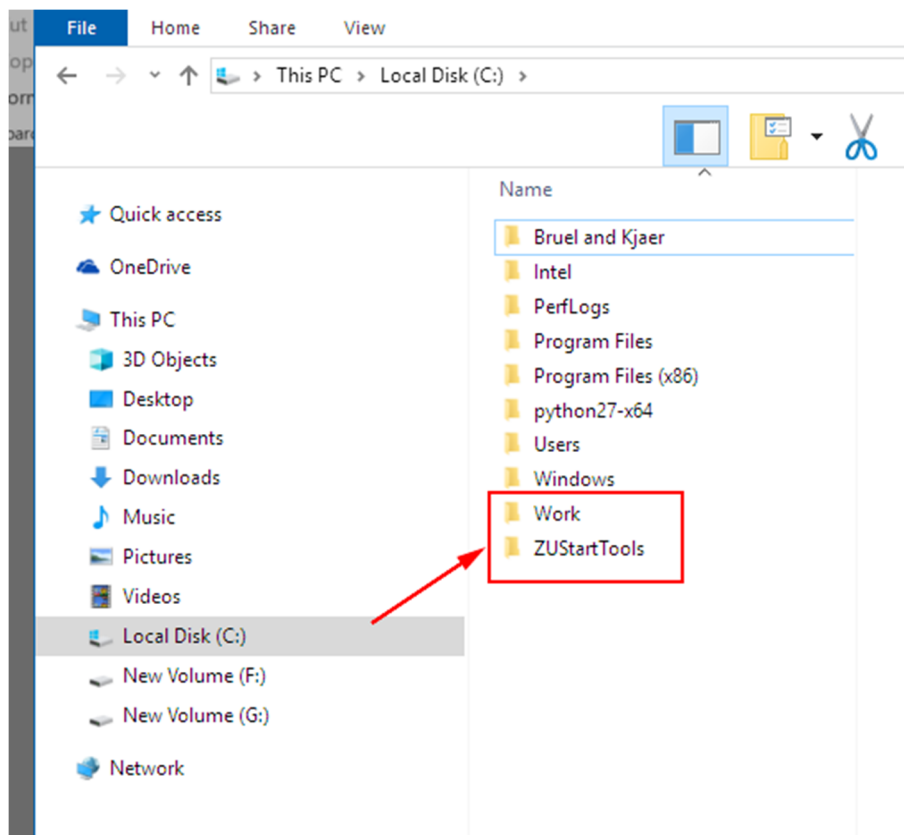 File Home Share View
This PC > Local Disk (C:) >
Name
Quick access
OneDrive
This PC
3D Objects
Desktop
Documents
Downloads
Music
Pictures
Videos
Local Disk (C:)
New Volume (F:)
New Volume (G:)
Network
Bruel and Kjaer
Intel
PerfLogs
Program Files
Program Files (x86)
python27-x64
Users
Windows
Work
ZUStartTools